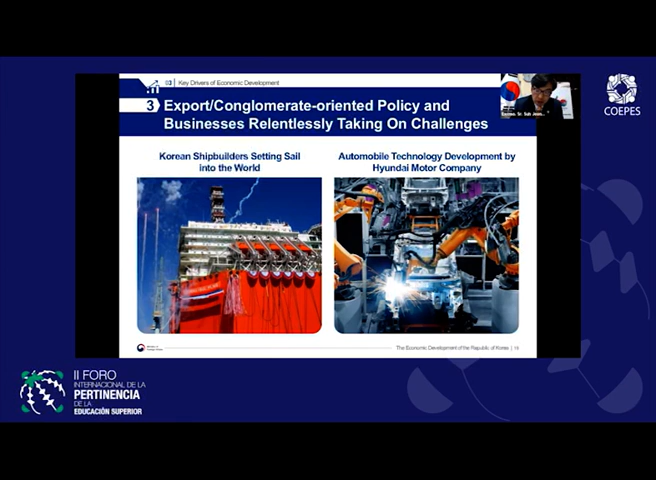 03 | Key Drivers of Economic Development
3 Export/Conglomerate-oriented Policy and
Businesses Relentlessly Taking On Challenges
Korean Shipbuilders Setting Sail
into the World
Automobile Technology Development by
Hyundai Motor Company
The Economic Development of the Republic of Korea |
COEPES
II FORO
INTERNACIONAL DE LA
PERTINENCIA
DE LA
EDUCACIÓN SUPERIOR